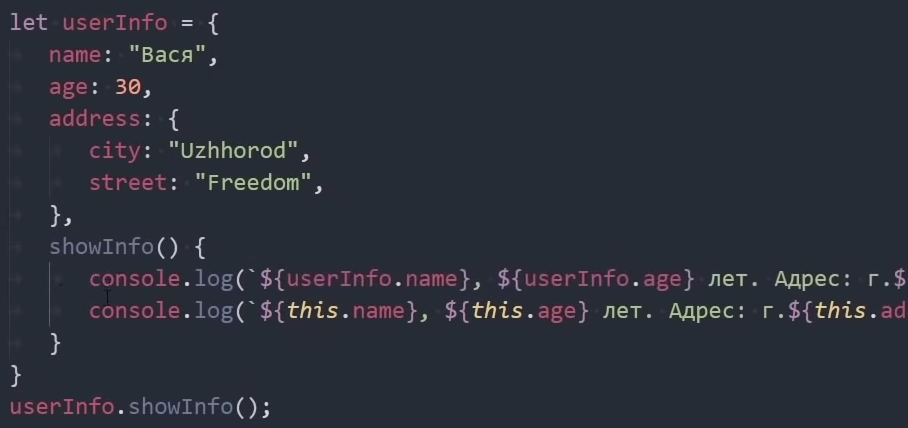 let userInfo = {
name: "Вася",
age: 30,
address: {
city: "Uzhhorod",
street: "Freedom",
},
showInfo() {
console.log(`${userInfo.name}, ${userInfo.age} лет. Адрес: г.$
console.log(`${this.name}, ${this.age} лет. Адрес: г.${this.ad
}
}
userInfo.showInfo();